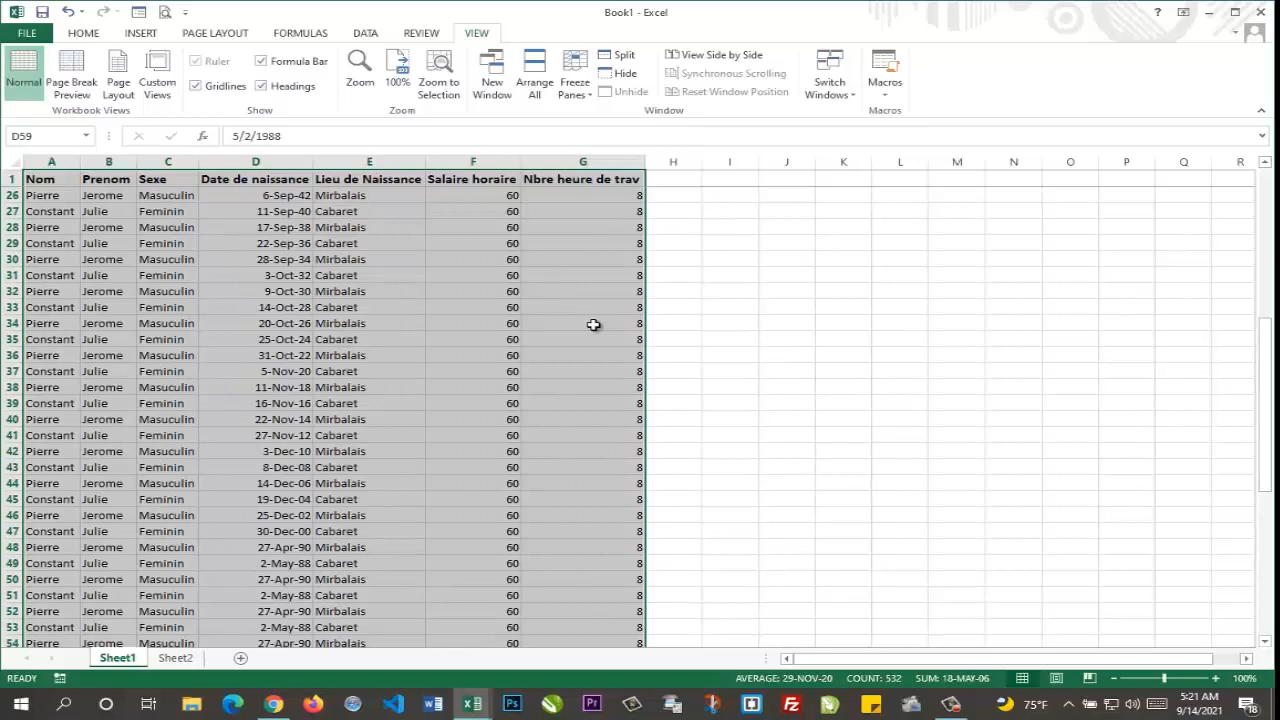 Book1 - Excel
FILE HOME INSERT PAGE LAYOUT FORMULAS DATA REVIEW VIEW
Normal Page Break Preview Page Layout Custom Views
Workbook Views
Ruler Formula Bar
Gridlines Headings
Show
Zoom 100% Zoom to Selection
Zoom
New Window Arrange All Freeze Panes
Split
Hide
Unhide
View Side by Side
Synchronous Scrolling
Reset Window Position
Window
Switch Windows
Macros
Macros
D59 5/2/1988
A B C D E F G H I J K L M N O P Q R
1 Nom Prenom Sexe Date de naissance Lieu de Naissance Salaire horaire Nbre heure de trav
26 Pierre Jerome Masuculin 6-Sep-42 Mirbalais 60 8
27 Constant Julie Feminin 11-Sep-40 Cabaret 60 8
28 Pierre Jerome Masuculin 17-Sep-38 Mirbalais 60 8
29 Constant Julie Feminin 22-Sep-36 Cabaret 60 8
30 Pierre Jerome Masuculin 28-Sep-34 Mirbalais 60 8
31 Constant Julie Feminin 3-Oct-32 Cabaret 60 8
32 Pierre Jerome Masuculin 9-Oct-30 Mirbalais 60 8
33 Constant Julie Feminin 14-Oct-28 Cabaret 60 8
34 Pierre Jerome Masuculin 20-Oct-26 Mirbalais 60 8
35 Constant Julie Feminin 25-Oct-24 Cabaret 60 8
36 Pierre Jerome Masuculin 31-Oct-22 Mirbalais 60 8
37 Constant Julie Feminin 5-Nov-20 Cabaret 60 8
38 Pierre Jerome Masuculin 11-Nov-18 Mirbalais 60 8
39 Constant Julie Feminin 16-Nov-16 Cabaret 60 8
40 Pierre Jerome Masuculin 22-Nov-14 Mirbalais 60 8
41 Constant Julie Feminin 27-Nov-12 Cabaret 60 8
42 Pierre Jerome Masuculin 3-Dec-10 Mirbalais 60 8
43 Constant Julie Feminin 8-Dec-08 Cabaret 60 8
44 Pierre Jerome Masuculin 14-Dec-06 Mirbalais 60 8
45 Constant Julie Feminin 19-Dec-04 Cabaret 60 8
46 Pierre Jerome Masuculin 25-Dec-02 Mirbalais 60 8
47 Constant Julie Feminin 30-Dec-00 Cabaret 60 8
48 Pierre Jerome Masuculin 27-Apr-90 Mirbalais 60 8
49 Constant Julie Feminin 2-May-88 Cabaret 60 8
50 Pierre Jerome Masuculin 27-Apr-90 Mirbalais 60 8
51 Constant Julie Feminin 2-May-88 Cabaret 60 8
52 Pierre Jerome Masuculin 27-Apr-90 Mirbalais 60 8
53 Constant Julie Feminin 2-May-88 Cabaret 60 8
54 Pierre Jerome Masuculin 27-Apr-90 Mirbalais 60 8
Sheet1 Sheet2
READY AVERAGE: 29-NOV-20 COUNT: 532 SUM: 18-MAY-06 100%
75°F 5:21 AM
9/14/2021 18